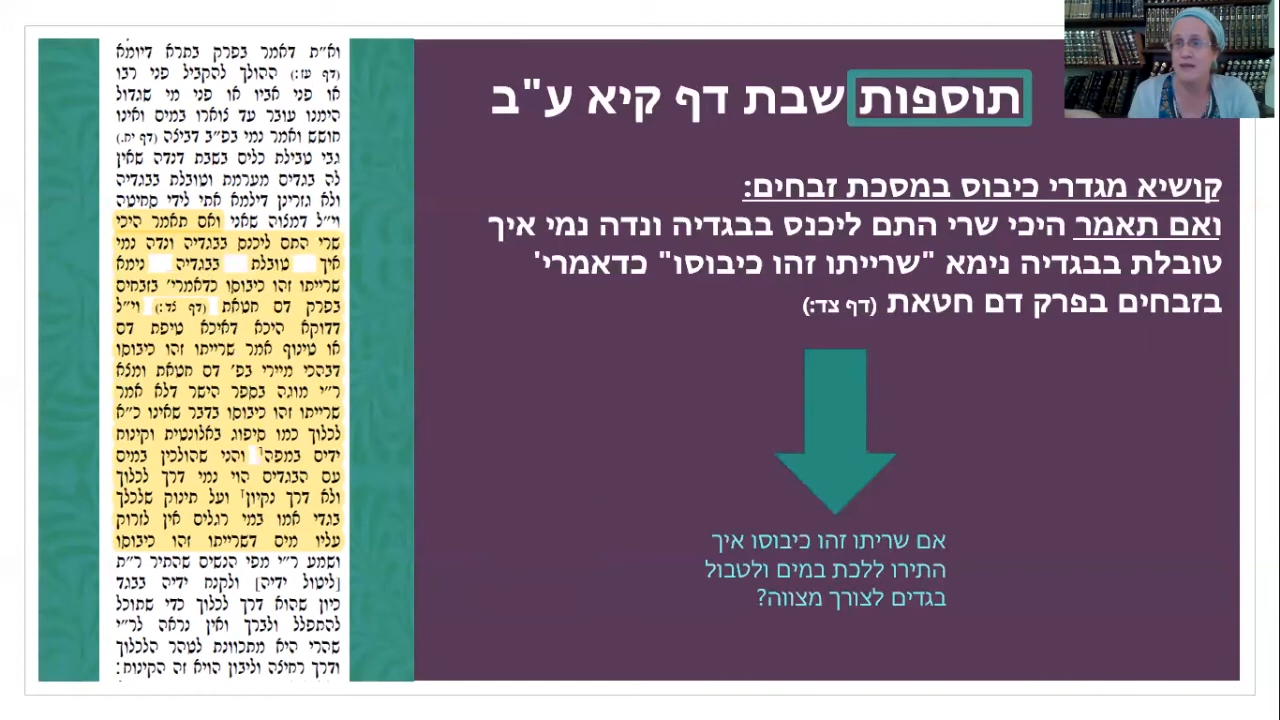 תוספות שבת דף קיא ע"ב
קושיא מגדרי כיבוס במסכת זבחים:
ואם תאמר היכי שרי התם ליכנס בבגדיה ונדה נמי איך
טובלת בבגדיה נימא "שרייתו זהו כיבוסו" כדאמרי'
בזבחים בפרק דם חטאת (דף צד:)
אם שריתו זהו כיבוסו איך
התירו ללכת במים ולטבול
בגדים לצורך מצווה?
וא"ת דאמר בפרק בתרא דיומא
(דף עז:) ההולך להקביל פני רבו
או פני אביו או פני מי שגדול
הימנו עובר עד צוארו במים ואינו
חושש ואמר נמי בפ"ב דביצה (דף יח.)
גבי טבילת כלים בשבת דנדה שאין
לה בגדים מערמת וטובלת בבגדיה
ולא גזרינן דילמא אתי לידי סחיטה
וי"ל דמצוה שאני ואם תאמר היכי
שרי התם ליכנס בבגדיה ונדה נמי
איך טובלת בבגדיה נימא
שרייתו זהו כיבוסו כדאמרי' בזבחים
בפרק דם חטאת (דף צד:) וי"ל
דדוקא היכא דאיכא טיפת דם
או טינוף אמר שרייתו זהו כיבוסו
דבהכי מיירי בפ' דם חטאת ומצא
ר"י מוגה בספר הישר דלא אמר
שרייתו זהו כיבוסו בדבר שאינו כ"א
לכלוך כמו סיפוג באלונטית וקינוח
ידים במפה והני שהולכין במים
עם הבגדים הוי נמי דרך לכלוך
ולא דרך נקיון ועל תינוק שלכלך
בגדי אמו במי רגלים אין לזרוק
עליו מים דשרייתו זהו כיבוסו
ושמע ר"י מפי הנשים שהתיר ר"ת
[ליטול ידיה] ולקנח ידיה בבגד
כיון שהוא דרך לכלוך כדי שתוכל
להתפלל ולברך ואין נראה לר"י
שהרי היא מתכוונת לטהר הלכלוך
ודרך רחיצה וליבון הויא זה הקינוח: